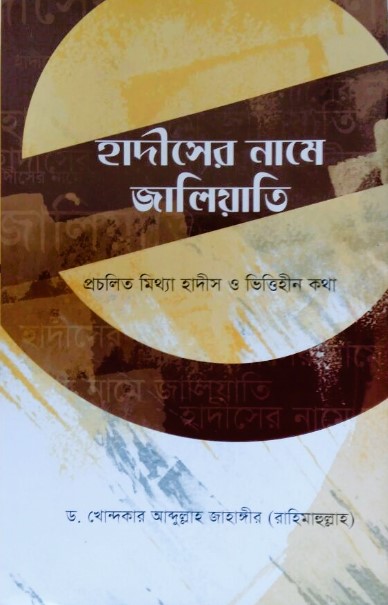 হাদীসের নামে
জালিয়াতি
প্রচলিত মিথ্যা হাদীস ও ভিত্তিহীন কথা
ড. খোন্দকার আব্দুল্লাহ জাহাঙ্গীর (রাহিমাহুল্লাহ)